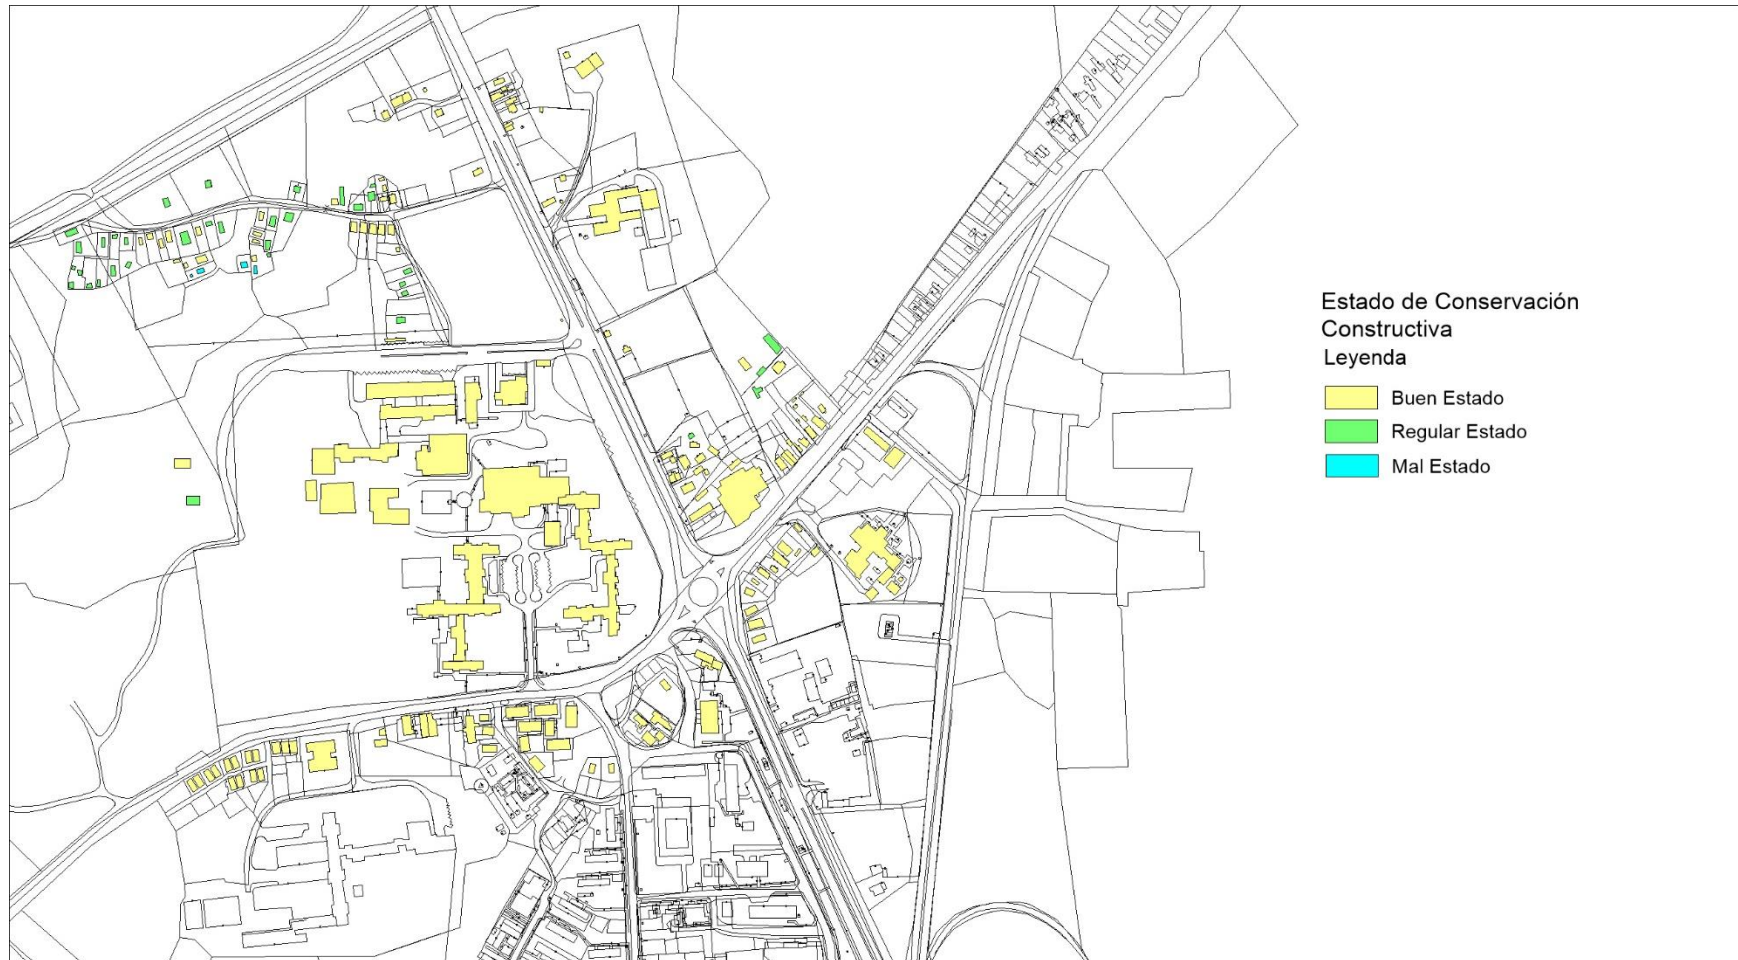 Estado de Conservación
Constructiva
Leyenda
Buen Estado
Regular Estado
Mal Estado